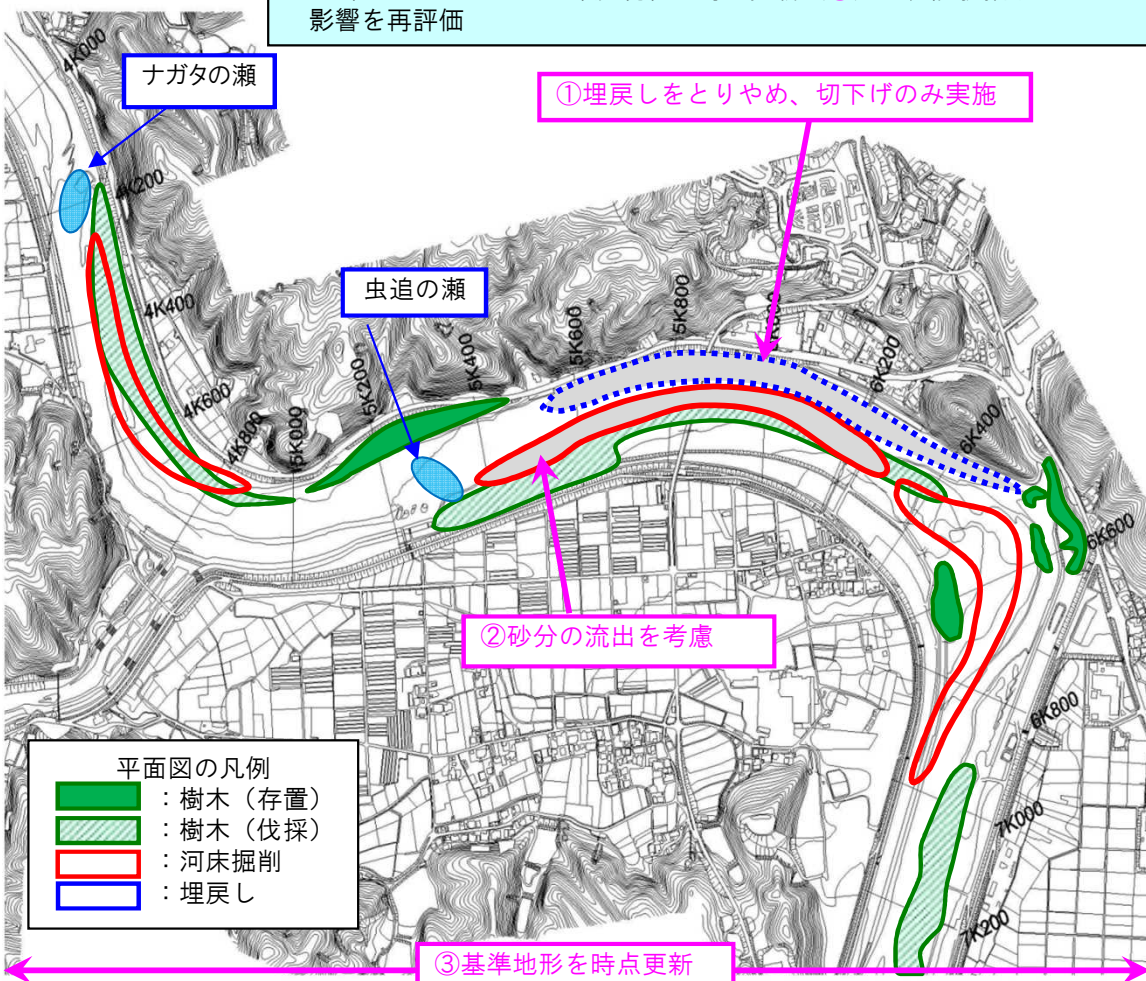 影響を再評価
ナガタの瀬
①埋戻しをとりやめ、切下げのみ実施
虫追の瀬
②砂分の流出を考慮
4K000
4K200
4K400
4K600
4K800
5K000
5K200
5K400
5K600
5K800
6K200
6K400
6K600
6K800
7K000
7K200
平面図の凡例
：樹木（存置）
：樹木（伐採）
：河床掘削
：埋戻し
③基準地形を時点更新